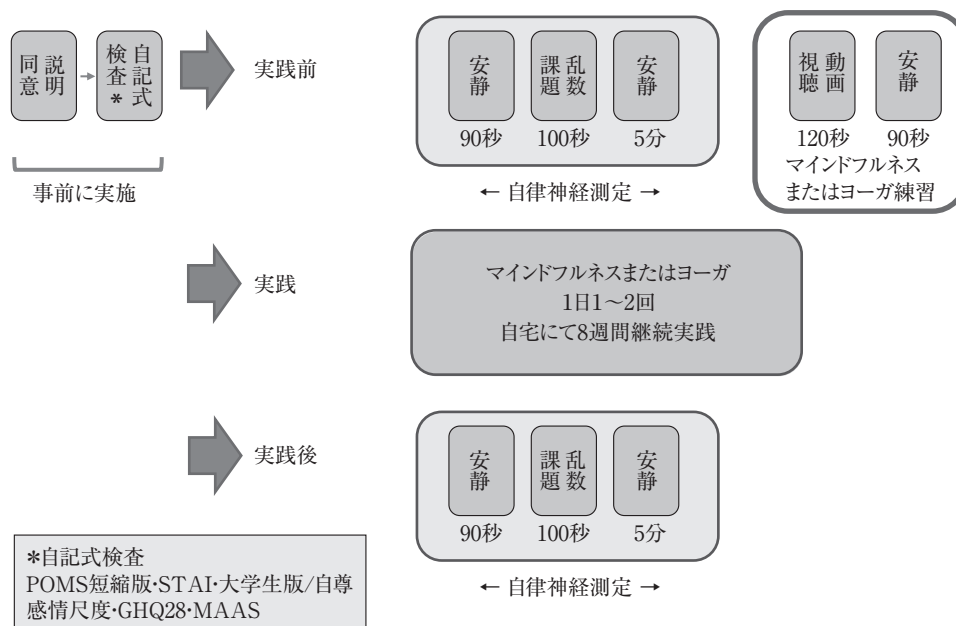 説明
同意
自記式
検査*
事前に実施
実践前
安静
乱数
課題
安静
90秒 100秒 5分
← 自律神経測定 →
動画
視聴
安静
120秒 90秒
マインドフルネス
またはヨーガ練習
実践
マインドフルネスまたはヨーガ
1日1～2回
自宅にて8週間継続実践
実践後
安静
乱数
課題
安静
90秒 100秒 5分
← 自律神経測定 →
*自記式検査
POMS短縮版・STAI・大学生版/自尊
感情尺度・GHQ28・MAAS